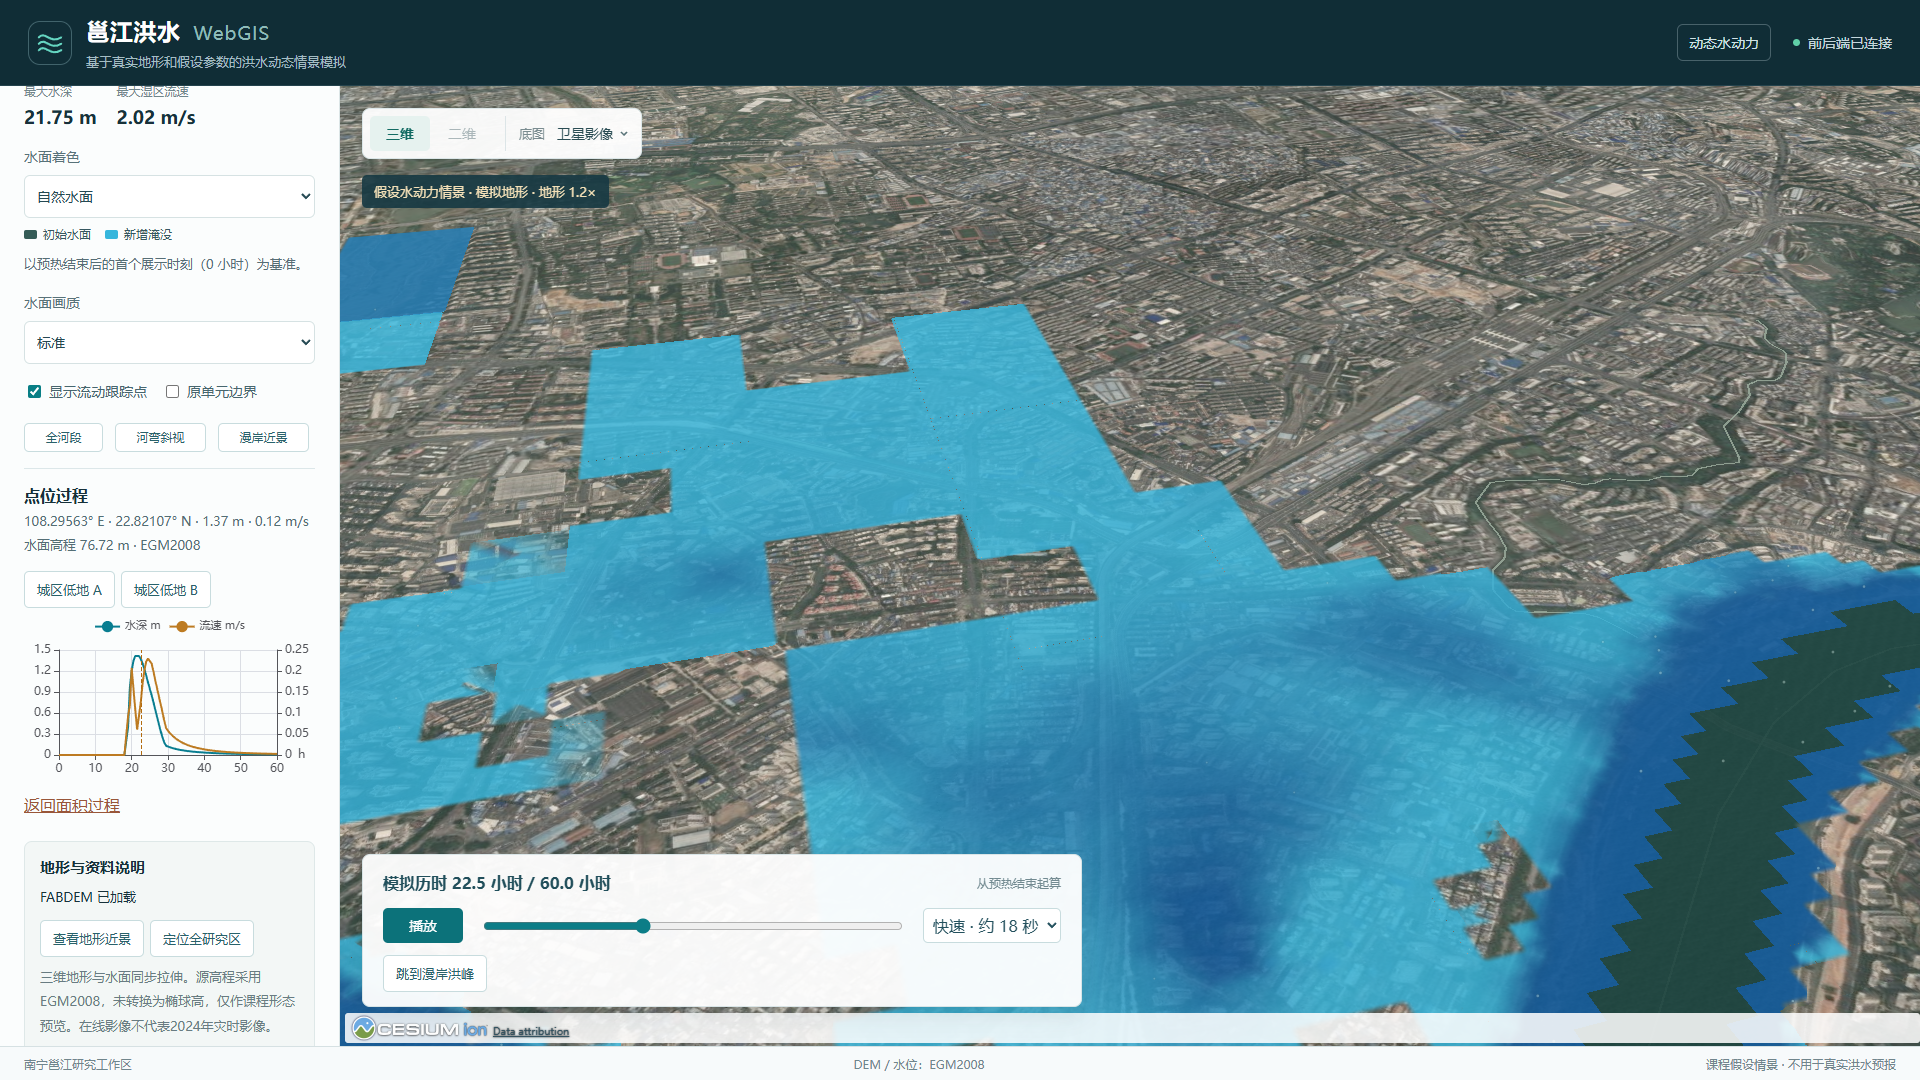 邕江洪水 WebGIS
基于真实地形和假设参数的洪水动态情景模拟
动态水动力
前后端已连接
最大水深 最大湿区流速
21.75 m 2.02 m/s
水面着色
自然水面
初始水面 新增淹没
以预热结束后的首个展示时刻（0 小时）为基准。
水面画质
标准
显示流动跟踪点 原单元边界
全河段 河弯斜视 漫岸近景
点位过程
108.29563° E · 22.82107° N · 1.37 m · 0.12 m/s
水面高程 76.72 m · EGM2008
城区低地 A 城区低地 B
水深 m 流速 m/s
1.5 0.25
1.2 0.2
0.9 0.15
0.6 0.1
0.3 0.05
0 0 h
0 10 20 30 40 50 60
返回面积过程
地形与资料说明
FABDEM 已加载
查看地形近景 定位全研究区
三维地形与水面同步拉伸。源高程采用
EGM2008，未转换为椭球高，仅作课程形态
预览。在线影像不代表2024年灾时影像。
三维 二维 底图 卫星影像
假设水动力情景 · 模拟地形 · 地形 1.2×
模拟历时 22.5 小时 / 60.0 小时
从预热结束起算
播放
快速 · 约 18 秒
跳到漫岸洪峰
CESIUM ion Data attribution
南宁邕江研究工作区
DEM / 水位：EGM2008
课程假设情景 · 不用于真实洪水预报